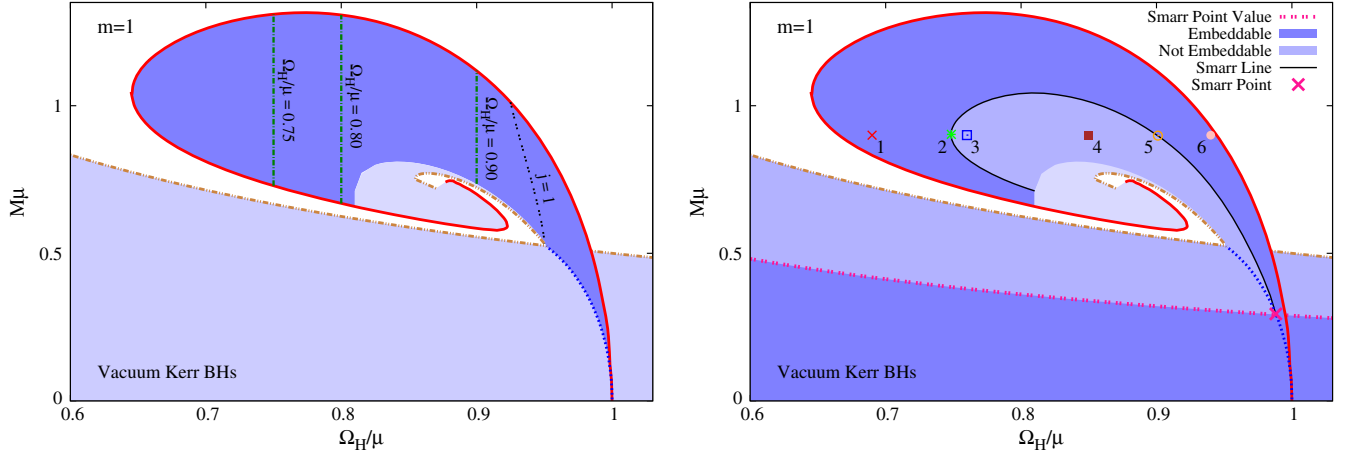 m=1
1
0.5
0
Mμ
Ω_H/μ = 0.75
Ω_H/μ = 0.80
Ω_H/μ = 0.90
j = 1
Vacuum Kerr BHs
0.6
0.7
0.8
0.9
1
Ω_H/μ
m=1
Smarr Point Value
Embeddable
Not Embeddable
Smarr Line
Smarr Point
1
0.5
0
Mμ
1
2
3
4
5
6
Vacuum Kerr BHs
0.6
0.7
0.8
0.9
1
Ω_H/μ